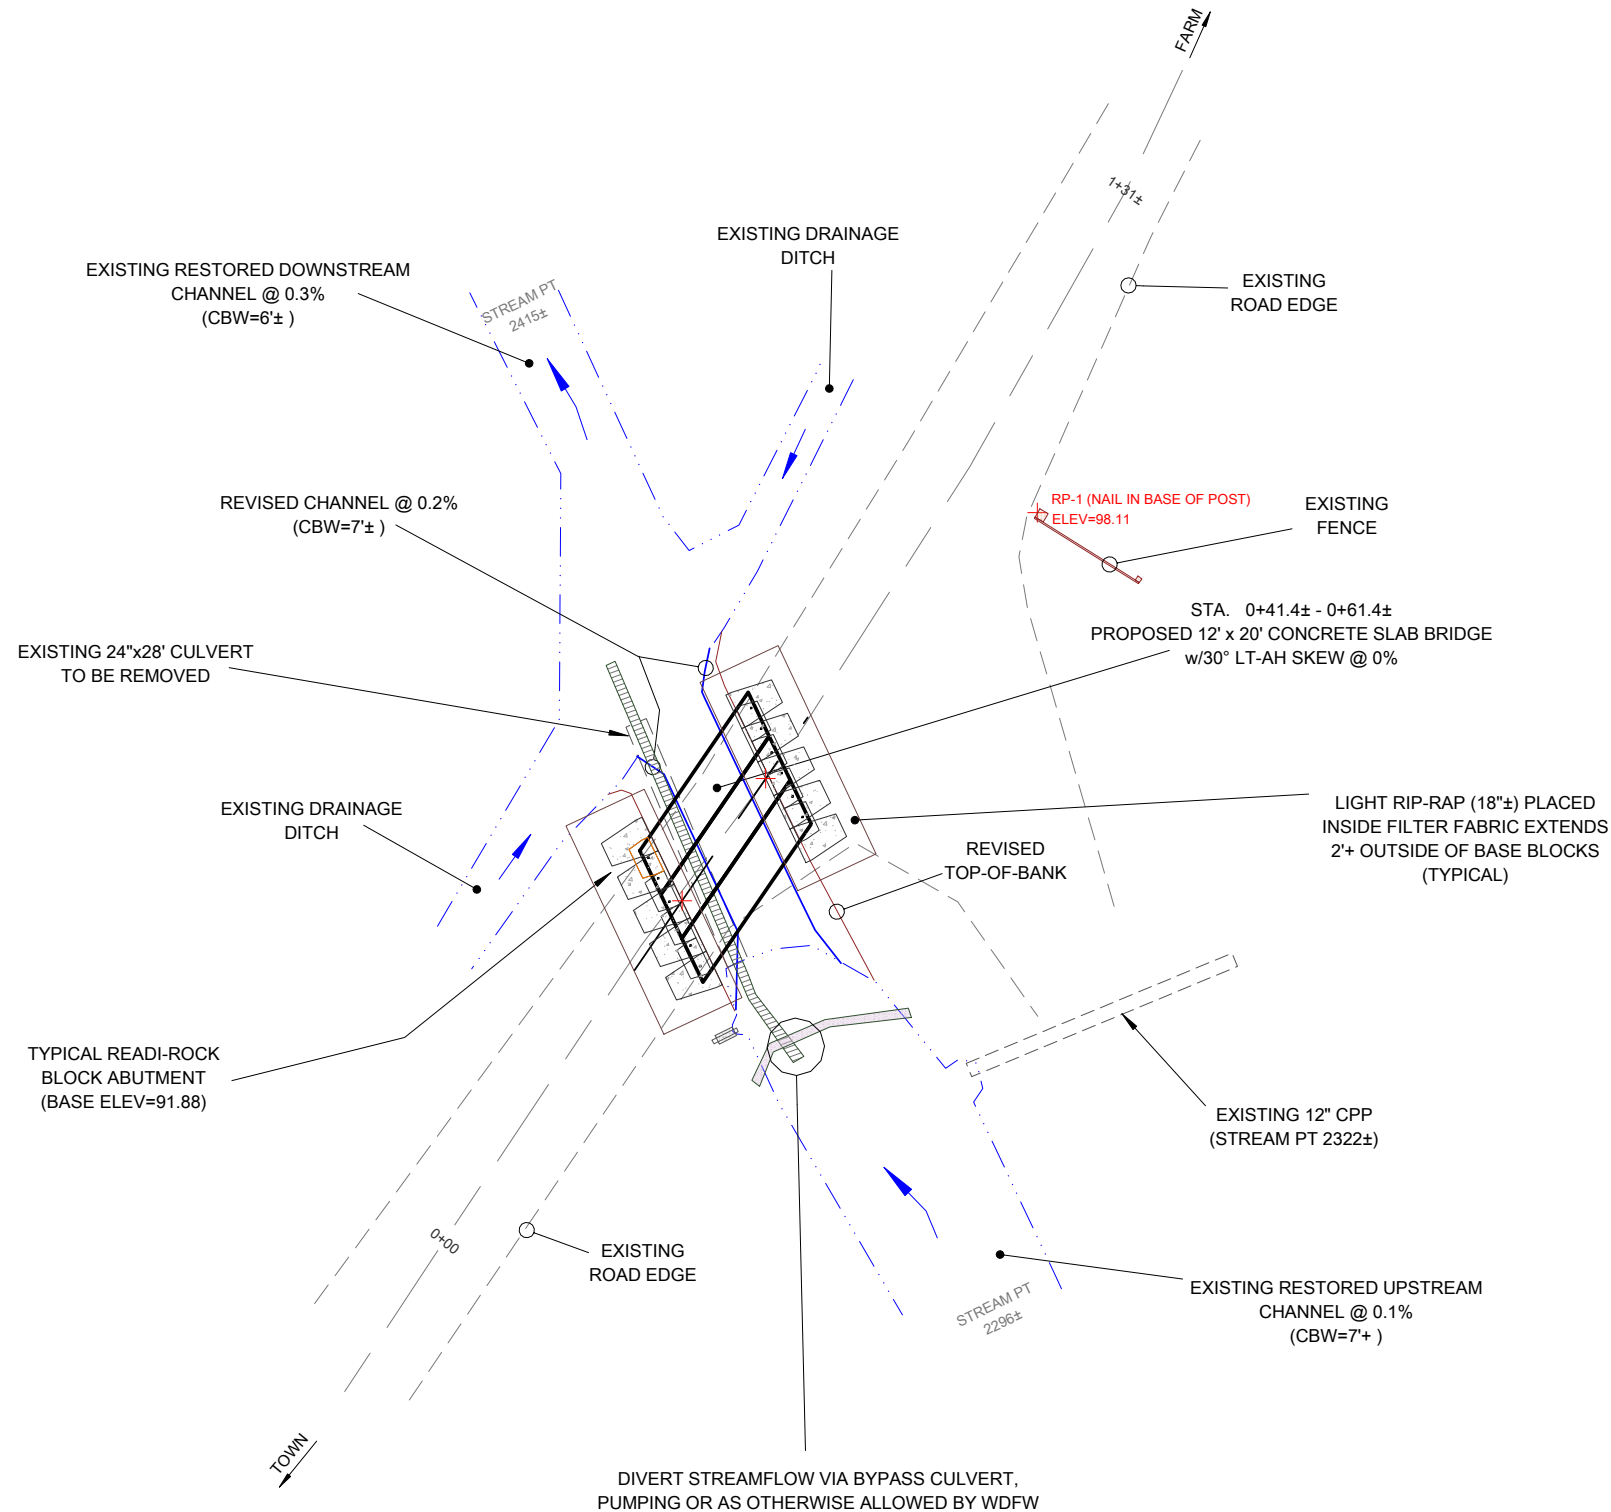 FARM
1+31±
EXISTING DRAINAGE
DITCH
EXISTING RESTORED DOWNSTREAM
CHANNEL @ 0.3%
(CBW=6'± )
STREAM PT
2415±
EXISTING
ROAD EDGE
REVISED CHANNEL @ 0.2%
(CBW=7'± )
RP-1 (NAIL IN BASE OF POST)
ELEV=98.11
EXISTING
FENCE
STA.   0+41.4± - 0+61.4±
PROPOSED 12' x 20' CONCRETE SLAB BRIDGE
w/30° LT-AH SKEW @ 0%
EXISTING 24"x28' CULVERT
TO BE REMOVED
EXISTING DRAINAGE
DITCH
LIGHT RIP-RAP (18"±) PLACED
INSIDE FILTER FABRIC EXTENDS
2'+ OUTSIDE OF BASE BLOCKS
(TYPICAL)
REVISED
TOP-OF-BANK
TYPICAL READI-ROCK
BLOCK ABUTMENT
(BASE ELEV=91.88)
EXISTING 12" CPP
(STREAM PT 2322±)
0+00
EXISTING
ROAD EDGE
STREAM PT
2296±
EXISTING RESTORED UPSTREAM
CHANNEL @ 0.1%
(CBW=7'+ )
TOWN
DIVERT STREAMFLOW VIA BYPASS CULVERT,
PUMPING OR AS OTHERWISE ALLOWED BY WDFW